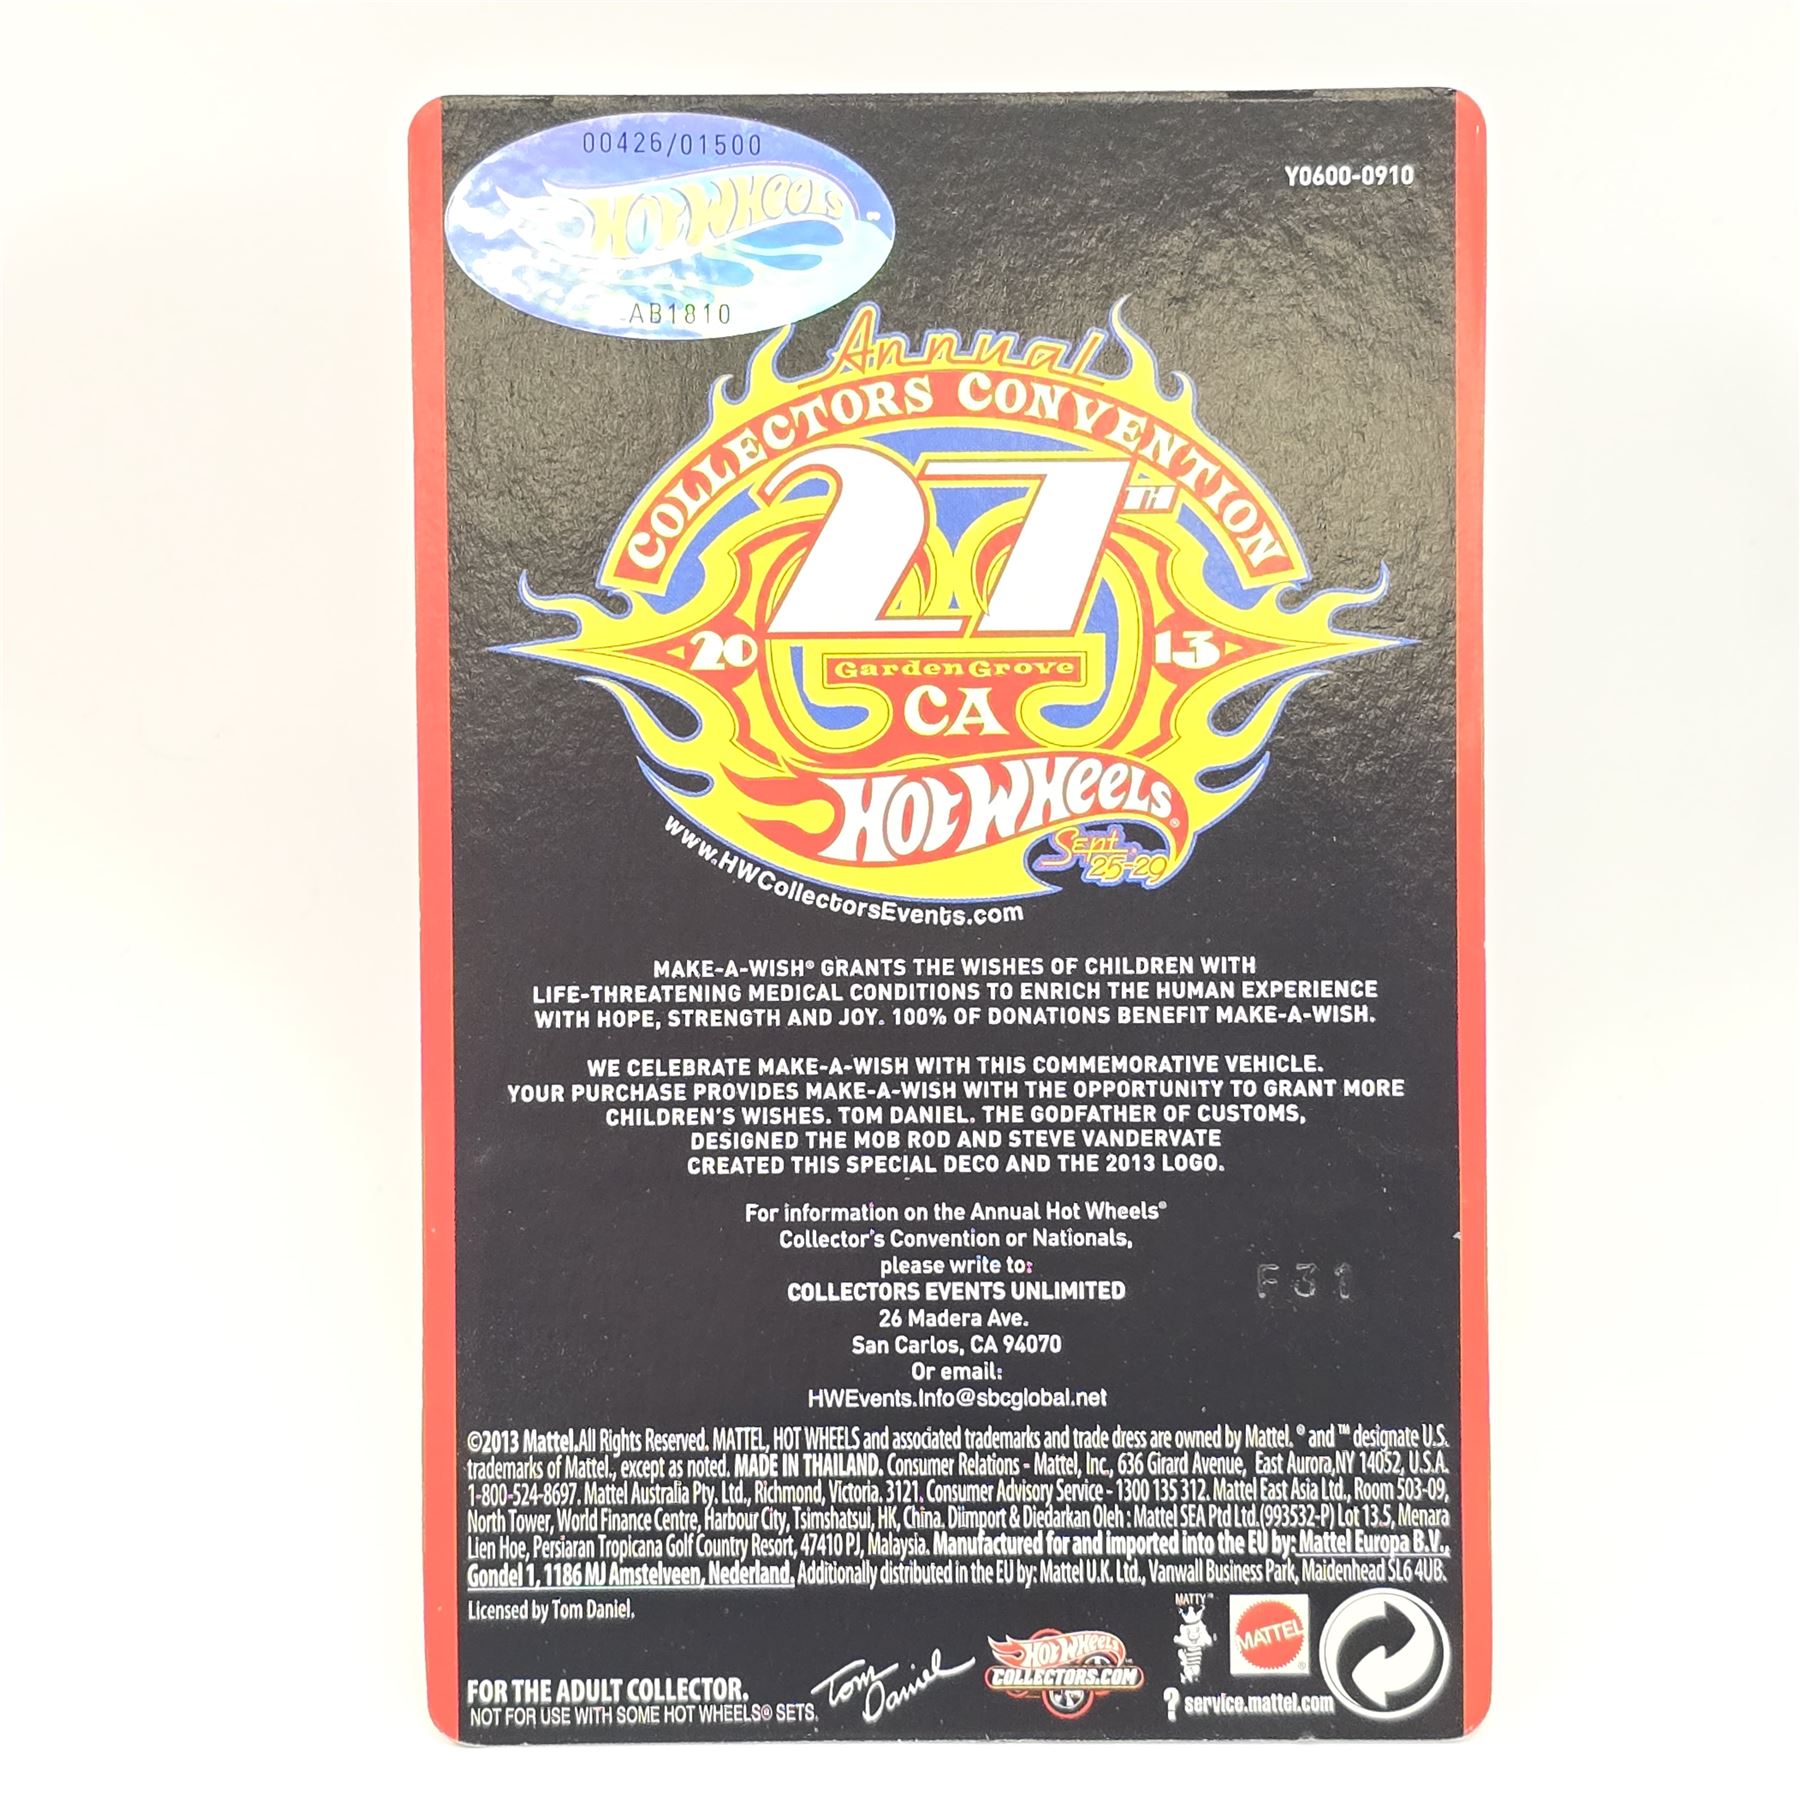 00426/01500
HOT WHEELS™
AB1810
Y0600-0910
Annual
COLLECTORS CONVENTION
27TH
2013
Garden Grove
CA
HOT WHEELS®
Sept.
25-29
www.HWCollectorsEvents.com
MAKE-A-WISH® GRANTS THE WISHES OF CHILDREN WITH
LIFE-THREATENING MEDICAL CONDITIONS TO ENRICH THE HUMAN EXPERIENCE
WITH HOPE, STRENGTH AND JOY. 100% OF DONATIONS BENEFIT MAKE-A-WISH.
WE CELEBRATE MAKE-A-WISH WITH THIS COMMEMORATIVE VEHICLE.
YOUR PURCHASE PROVIDES MAKE-A-WISH WITH THE OPPORTUNITY TO GRANT MORE
CHILDREN'S WISHES. TOM DANIEL. THE GODFATHER OF CUSTOMS,
DESIGNED THE MOB ROD AND STEVE VANDERVATE
CREATED THIS SPECIAL DECO AND THE 2013 LOGO.
For information on the Annual Hot Wheels®
Collector's Convention or Nationals,
please write to:
COLLECTORS EVENTS UNLIMITED
26 Madera Ave.
San Carlos, CA 94070
Or email:
HWEvents.Info@sbcglobal.net
F31
©2013 Mattel.All Rights Reserved. MATTEL, HOT WHEELS and associated trademarks and trade dress are owned by Mattel. ® and ™ designate U.S.
trademarks of Mattel., except as noted. MADE IN THAILAND. Consumer Relations - Mattel, Inc., 636 Girard Avenue, East Aurora,NY 14052, U.S.A.
1-800-524-8697. Mattel Australia Pty. Ltd., Richmond, Victoria. 3121. Consumer Advisory Service - 1300 135 312. Mattel East Asia Ltd., Room 503-09,
North Tower, World Finance Centre, Harbour City, Tsimshatsui, HK, China. Diimport & Diedarkan Oleh : Mattel SEA Ptd Ltd.(993532-P) Lot 13.5, Menara
Lien Hoe, Persiaran Tropicana Golf Country Resort, 47410 PJ, Malaysia. Manufactured for and imported into the EU by: Mattel Europa B.V.,
Gondel 1, 1186 MJ Amstelveen, Nederland. Additionally distributed in the EU by: Mattel U.K. Ltd., Vanwall Business Park, Maidenhead SL6 4UB.
Licensed by Tom Daniel.
FOR THE ADULT COLLECTOR.
NOT FOR USE WITH SOME HOT WHEELS® SETS.
Tom Daniel
HOT WHEELS™
COLLECTORS.COM
MATTY™
MATTEL®
? service.mattel.com